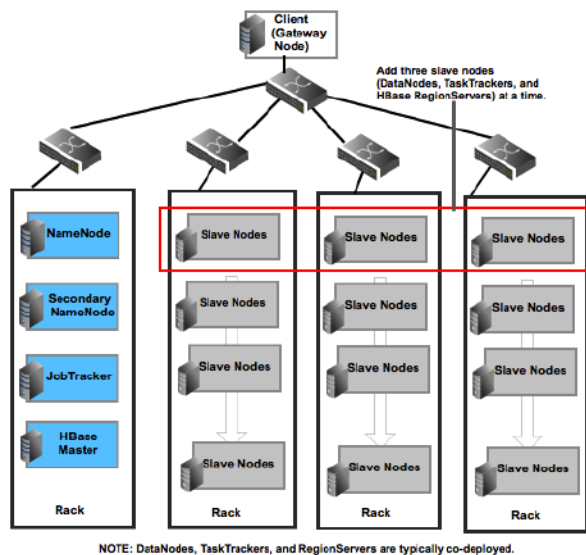 Client
(Gateway
Node)
Add three slave nodes
(DataNodes, TaskTrackers, and
HBase RegionServers) at a time.
NameNode
Secondary
NameNode
JobTracker
HBase
Master
Rack
Slave Nodes
Slave Nodes
Slave Nodes
Slave Nodes
Rack
Slave Nodes
Slave Nodes
Slave Nodes
Slave Nodes
Rack
Slave Nodes
Slave Nodes
Slave Nodes
Slave Nodes
Rack
NOTE: DataNodes, TaskTrackers, and RegionServers are typically co-deployed.